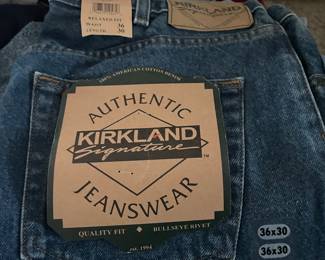 RELAXED FIT
WAIST 36
LENGTH 30
KIRKLAND
100% AMERICAN COTTON DENIM
AUTHENTIC
KIRKLAND
Signature
TM
JEANSWEAR
QUALITY FIT
BULLSEYE RIVET
est. 1994
36x30
36x30